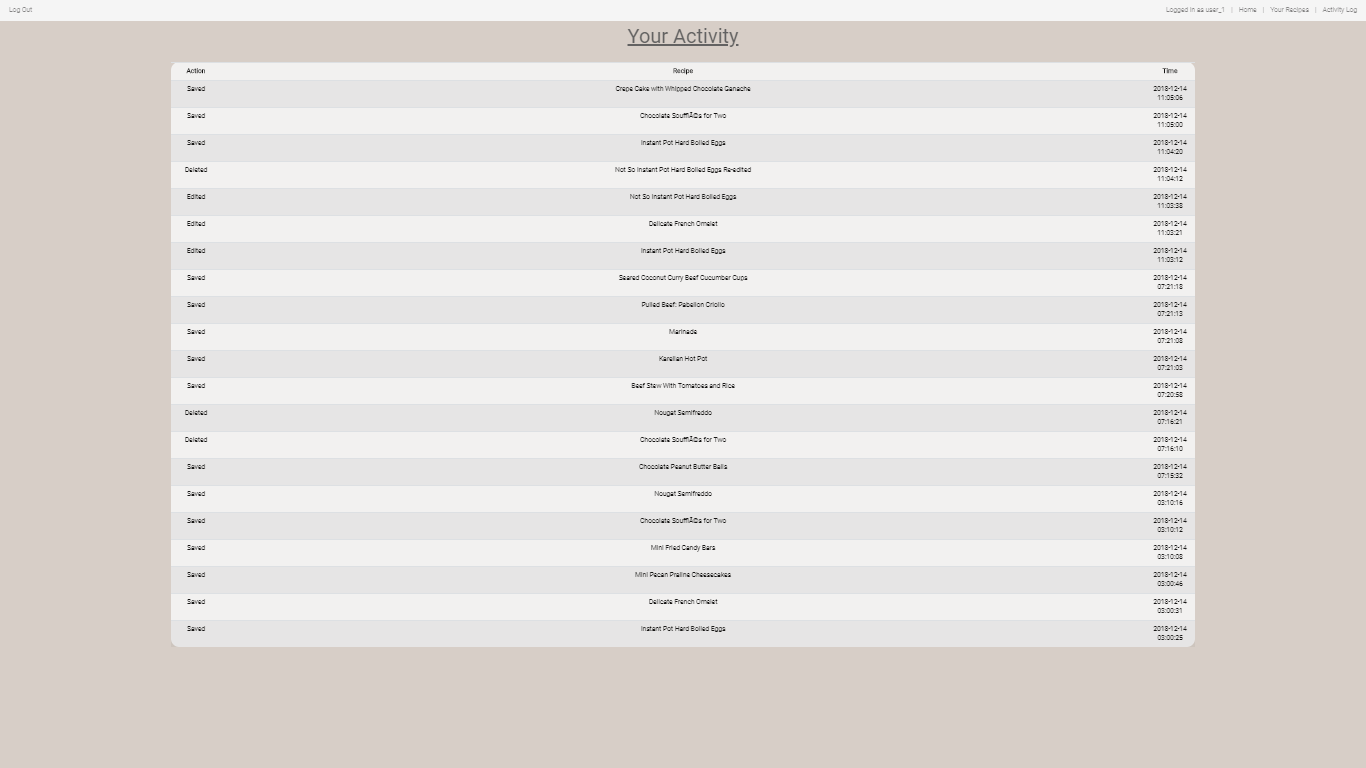 Log Out Logged in as user_1 | Home | Your Recipes | Activity Log
Your Activity
Action Recipe Time
Saved Crepe Cake with Whipped Chocolate Ganache 2018-12-14
11:05:06
Saved Chocolate SoufflÃ©s for Two 2018-12-14
11:05:00
Saved Instant Pot Hard Boiled Eggs 2018-12-14
11:04:20
Deleted Not So Instant Pot Hard Boiled Eggs Re-edited 2018-12-14
11:04:12
Edited Not So Instant Pot Hard Boiled Eggs 2018-12-14
11:03:38
Edited Delicate French Omelet 2018-12-14
11:03:21
Edited Instant Pot Hard Boiled Eggs 2018-12-14
11:03:12
Saved Seared Coconut Curry Beef Cucumber Cups 2018-12-14
07:21:18
Saved Pulled Beef: Pabelion Criollo 2018-12-14
07:21:13
Saved Marinade 2018-12-14
07:21:08
Saved Karelian Hot Pot 2018-12-14
07:21:03
Saved Beef Stew With Tomatoes and Rice 2018-12-14
07:20:58
Deleted Nougat Semifreddo 2018-12-14
07:16:21
Deleted Chocolate SoufflÃ©s for Two 2018-12-14
07:16:10
Saved Chocolate Peanut Butter Balls 2018-12-14
07:15:32
Saved Nougat Semifreddo 2018-12-14
03:10:16
Saved Chocolate SoufflÃ©s for Two 2018-12-14
03:10:12
Saved Mini Fried Candy Bars 2018-12-14
03:10:08
Saved Mini Pecan Praline Cheesecakes 2018-12-14
03:00:46
Saved Delicate French Omelet 2018-12-14
03:00:31
Saved Instant Pot Hard Boiled Eggs 2018-12-14
03:00:25